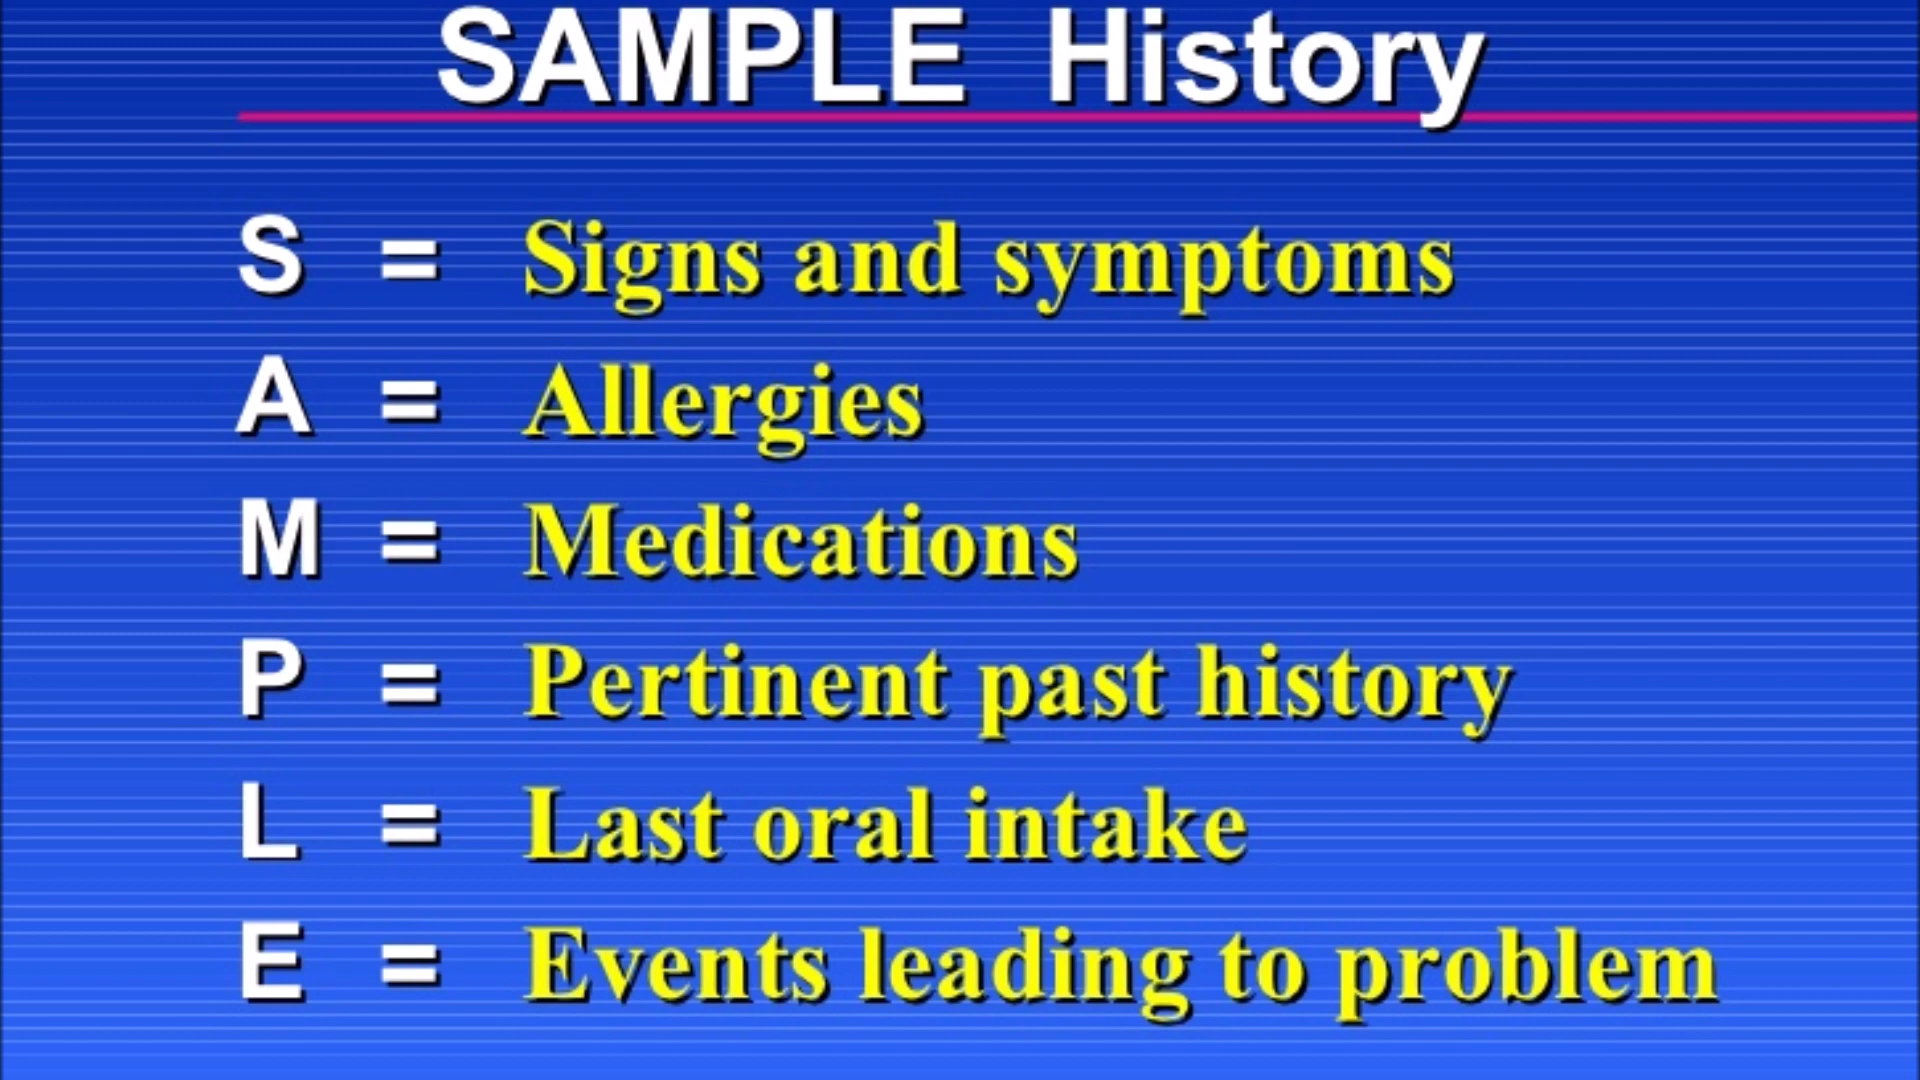 SAMPLE History
S = Signs and symptoms
A = Allergies
M = Medications
P = Pertinent past history
L = Last oral intake
E = Events leading to problem